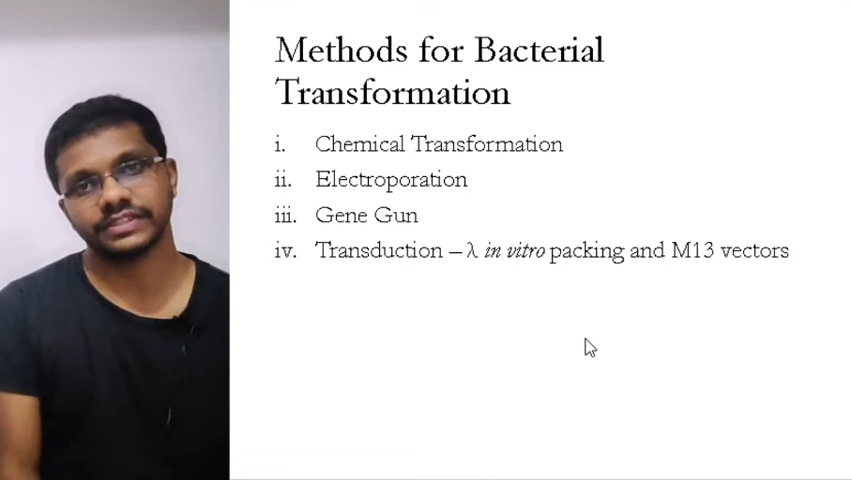 Methods for Bacterial
Transformation
i. Chemical Transformation
ii. Electroporation
iii. Gene Gun
iv. Transduction – λ in vitro packing and M13 vectors